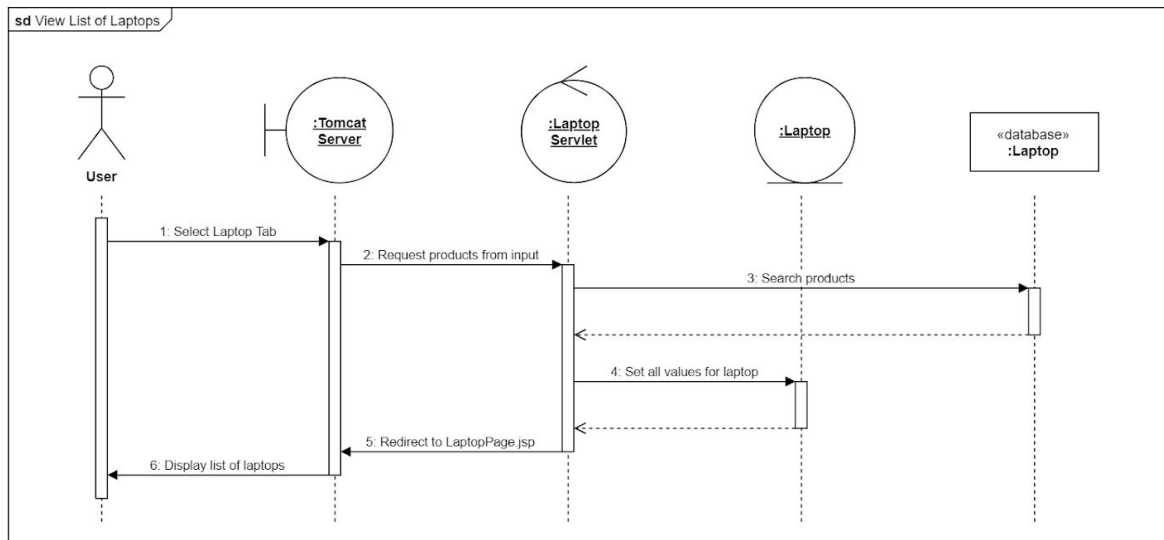 sd View List of Laptops
:Tomcat
Server
:Laptop
Servlet
:Laptop
«database»
:Laptop
User
1: Select Laptop Tab
2: Request products from input
3: Search products
4: Set all values for laptop
5: Redirect to LaptopPage.jsp
6: Display list of laptops